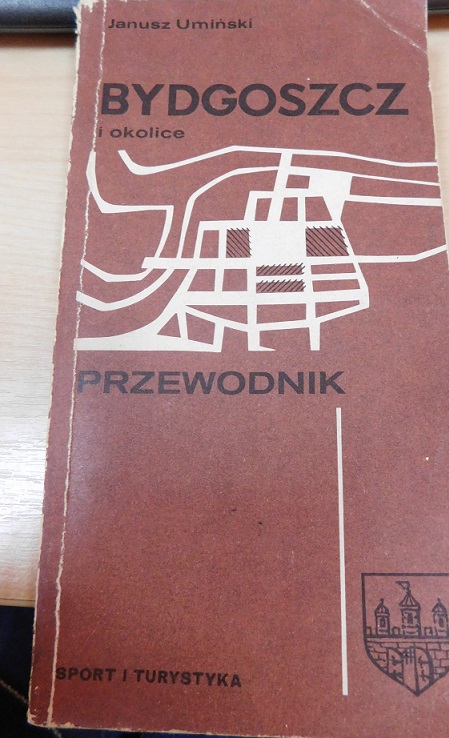 Janusz Umiński
BYDGOSZCZ
i okolice
PRZEWODNIK
SPORT I TURYSTYKA